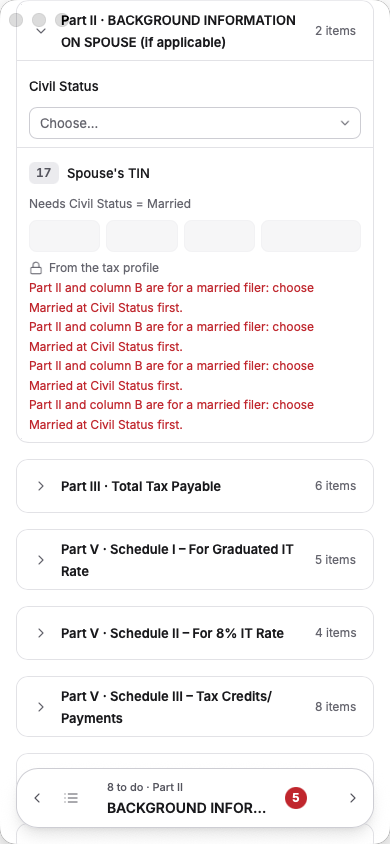 Part II · BACKGROUND INFORMATION
ON SPOUSE (if applicable)
2 items
Civil Status
Choose...
17 Spouse's TIN
Needs Civil Status = Married
From the tax profile
Part II and column B are for a married filer: choose
Married at Civil Status first.
Part II and column B are for a married filer: choose
Married at Civil Status first.
Part II and column B are for a married filer: choose
Married at Civil Status first.
Part II and column B are for a married filer: choose
Married at Civil Status first.
Part III · Total Tax Payable
6 items
Part V · Schedule I – For Graduated IT
Rate
5 items
Part V · Schedule II – For 8% IT Rate
4 items
Part V · Schedule III – Tax Credits/
Payments
8 items
8 to do · Part II
BACKGROUND INFOR...
5